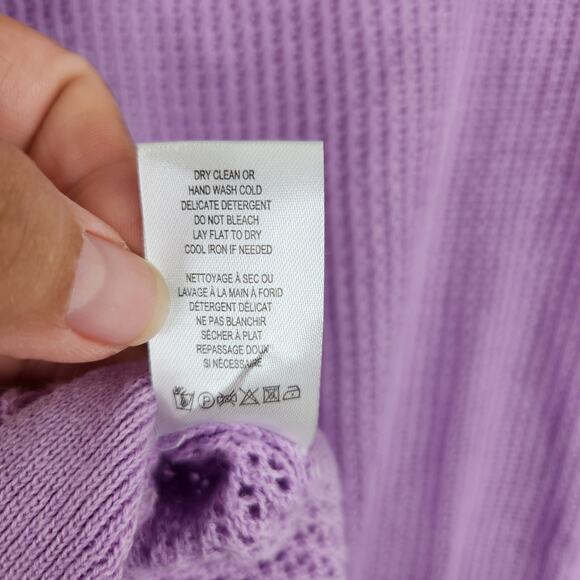 DRY CLEAN OR
HAND WASH COLD
DELICATE DETERGENT
DO NOT BLEACH
LAY FLAT TO DRY
COOL IRON IF NEEDED
NETTOYAGE À SEC OU
LAVAGE À LA MAIN À FORID
DÉTERGENT DÉLICAT
NE PAS BLANCHIR
SÉCHER À PLAT
REPASSAGE DOUX
SI NÉCESSAIRE